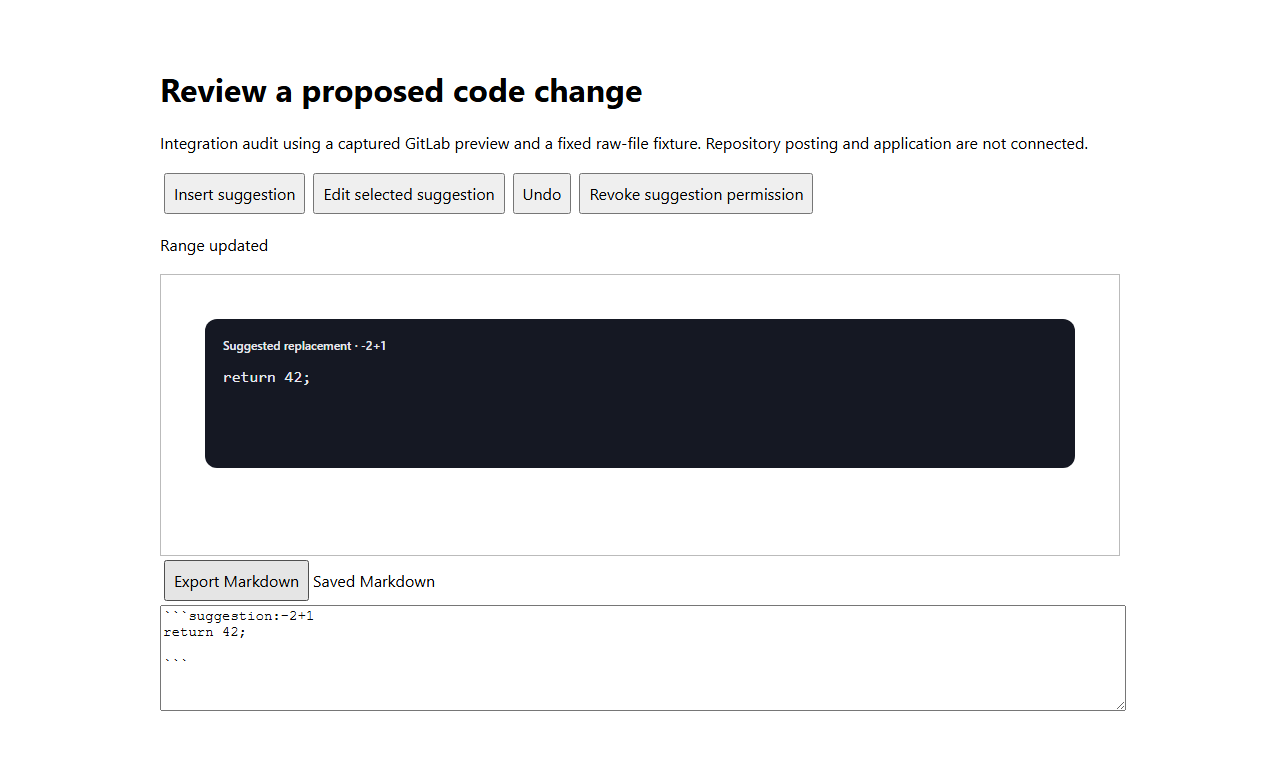 Review a proposed code change
Integration audit using a captured GitLab preview and a fixed raw-file fixture. Repository posting and application are not connected.
Insert suggestion Edit selected suggestion Undo Revoke suggestion permission
Range updated
Suggested replacement · -2+1
return 42;
Export Markdown Saved Markdown
```suggestion:-2+1
return 42;
```